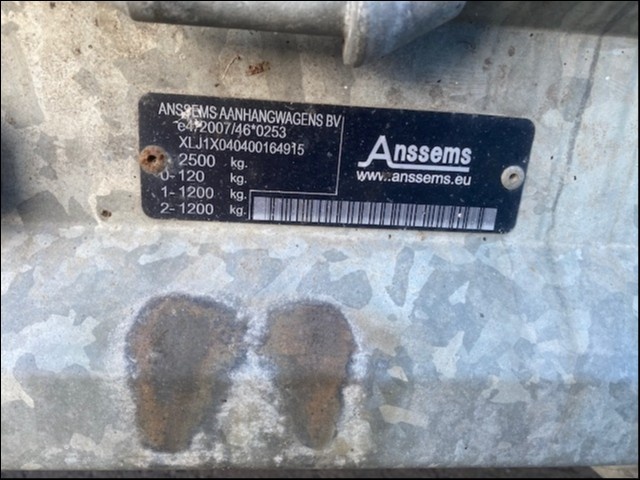 ANSSEMS AANHANGWAGENS BV
e4*2007/46*0253
XLJ1X040400164915
2500 kg.
0-120 kg.
1-1200 kg.
2-1200 kg.
Anssems
www.anssems.eu